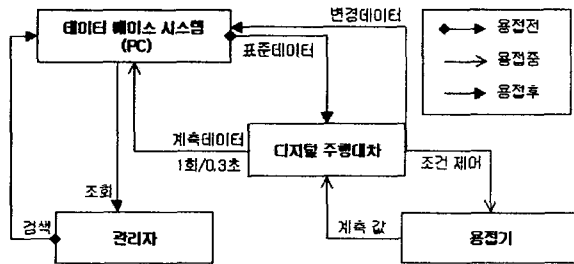 데이터 베이스 시스템
(PC)
변경데이터
표준데이터
용접전
용접중
용접후
계측데이터
1회/0.3초
디지탈 주행대차
조건 제어
조회
검색
관리자
계측 값
용접기